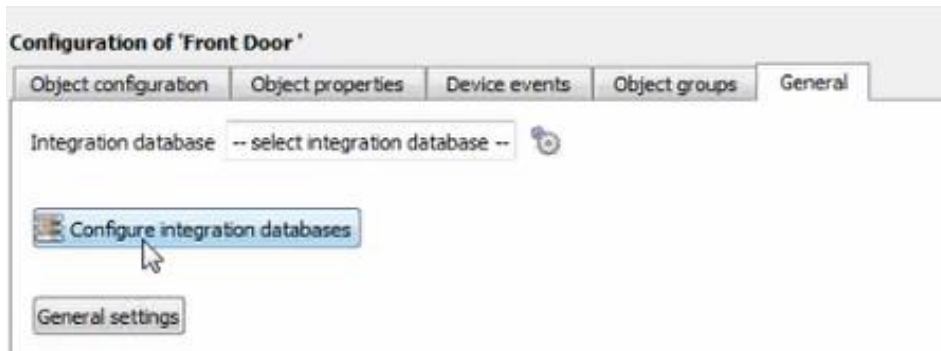 Configuration of 'Front Door '
Object configuration Object properties Device events Object groups General
Integration database -- select integration database --
Configure integration databases
General settings